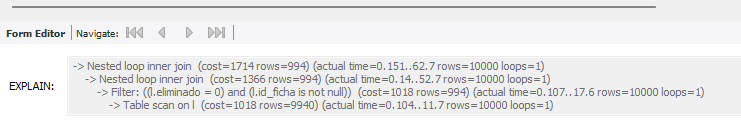 Form Editor Navigate:
EXPLAIN:
-> Nested loop inner join (cost=1714 rows=994) (actual time=0.151..62.7 rows=10000 loops=1)
-> Nested loop inner join (cost=1366 rows=994) (actual time=0.14..52.7 rows=10000 loops=1)
-> Filter: ((l.eliminado = 0) and (l.id_ficha is not null)) (cost=1018 rows=994) (actual time=0.107..17.6 rows=10000 loops=1)
-> Table scan on l (cost=1018 rows=9940) (actual time=0.104..11.7 rows=10000 loops=1)